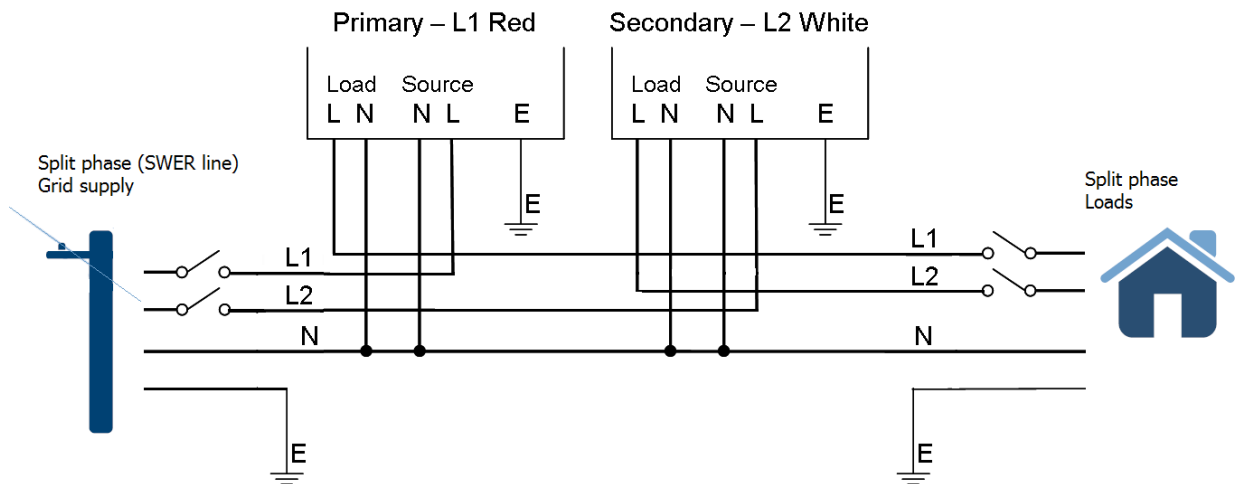 Primary – L1 Red
Secondary – L2 White
Load Source
L N N L E
Load Source
L N N L E
Split phase (SWER line)
Grid supply
Split phase
Loads
E
E
L1
L2
N
L1
L2
N
E
E